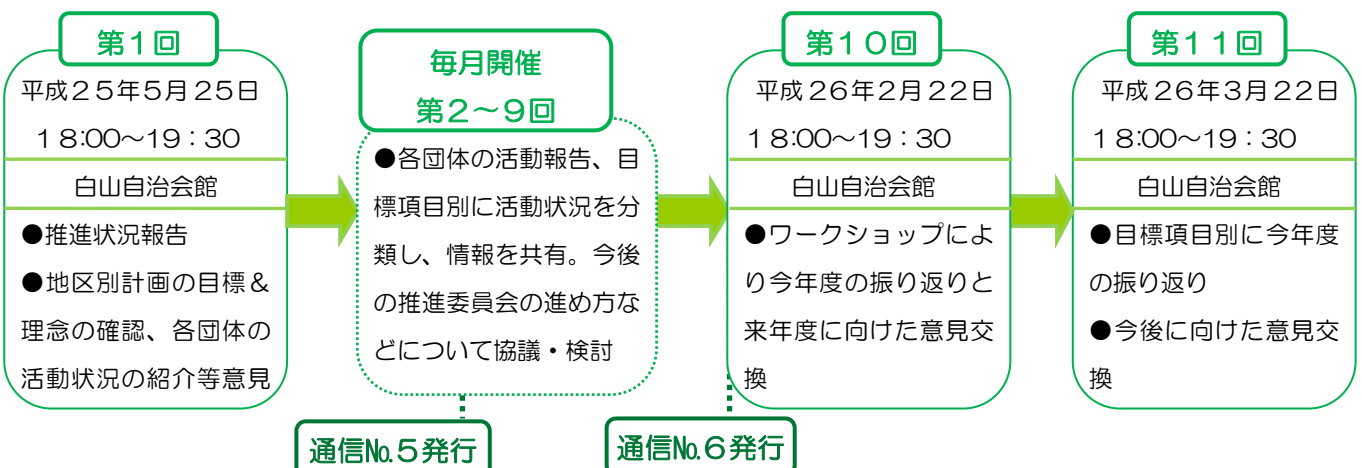 第1回
平成25年5月25日
18:00～19：30
白山自治会館
●推進状況報告
●地区別計画の目標＆
理念の確認、各団体の
活動状況の紹介等意見
毎月開催
第2～9回
●各団体の活動報告、目
標項目別に活動状況を分
類し、情報を共有。今後
の推進委員会の進め方な
どについて協議・検討
通信№5発行
第10回
平成26年2月22日
18:00～19：30
白山自治会館
●ワークショップによ
り今年度の振り返りと
来年度に向けた意見交
換
通信№6発行
第11回
平成26年3月22日
18:00～19：30
白山自治会館
●目標項目別に今年度
の振り返り
●今後に向けた意見交
換